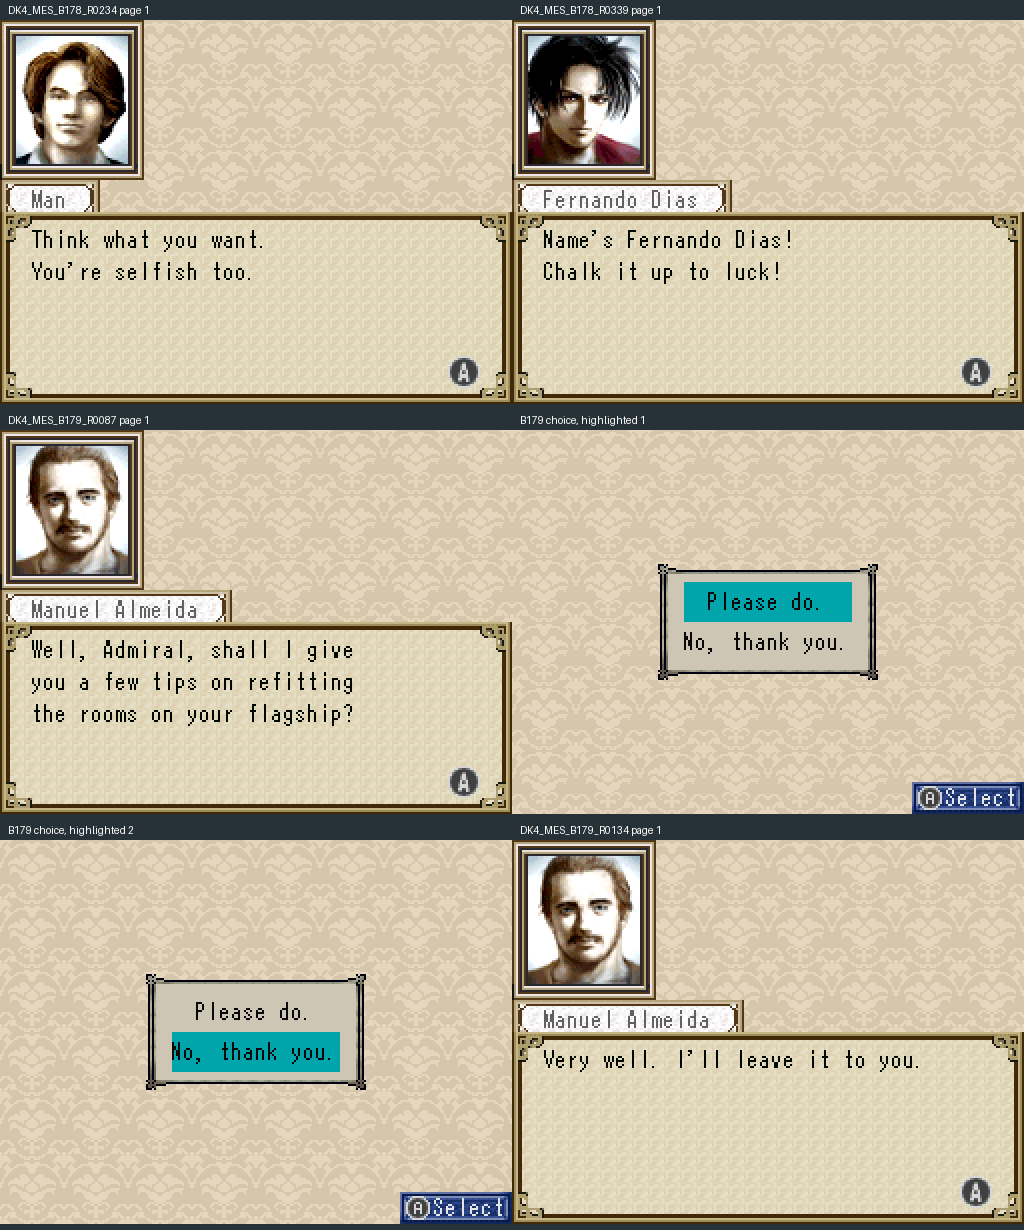 DK4_MES_B178_R0234 page 1
Man
Think what you want.
You're selfish too.
A
DK4_MES_B178_R0339 page 1
Fernando Dias
Name's Fernando Dias!
Chalk it up to luck!
A
DK4_MES_B179_R0087 page 1
Manuel Almeida
Well, Admiral, shall I give
you a few tips on refitting
the rooms on your flagship?
A
B179 choice, highlighted 1
Please do.
No, thank you.
A Select
B179 choice, highlighted 2
Please do.
No, thank you.
A Select
DK4_MES_B179_R0134 page 1
Manuel Almeida
Very well. I'll leave it to you.
A